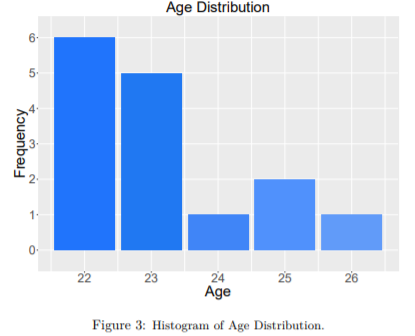 Age Distribution
Frequency
6
5
4
3
2
1
0
22 23 24 25 26
Age
Figure 3: Histogram of Age Distribution.